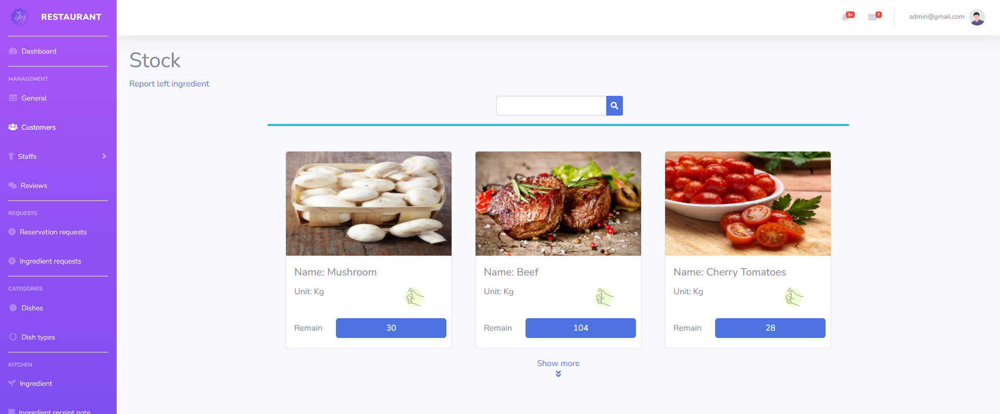 RESTAURANT
3+
7
admin@gmail.com
Dashboard
MANAGEMENT
General
Customers
Staffs
Reviews
REQUESTS
Reservation requests
Ingredient requests
CATEGORIES
Dishes
Dish types
KITCHEN
Ingredient
Ingredient receipt note
Stock
Report left ingredient
Name: Mushroom
Unit: Kg
Remain 30
Name: Beef
Unit: Kg
Remain 104
Name: Cherry Tomatoes
Unit: Kg
Remain 28
Show more